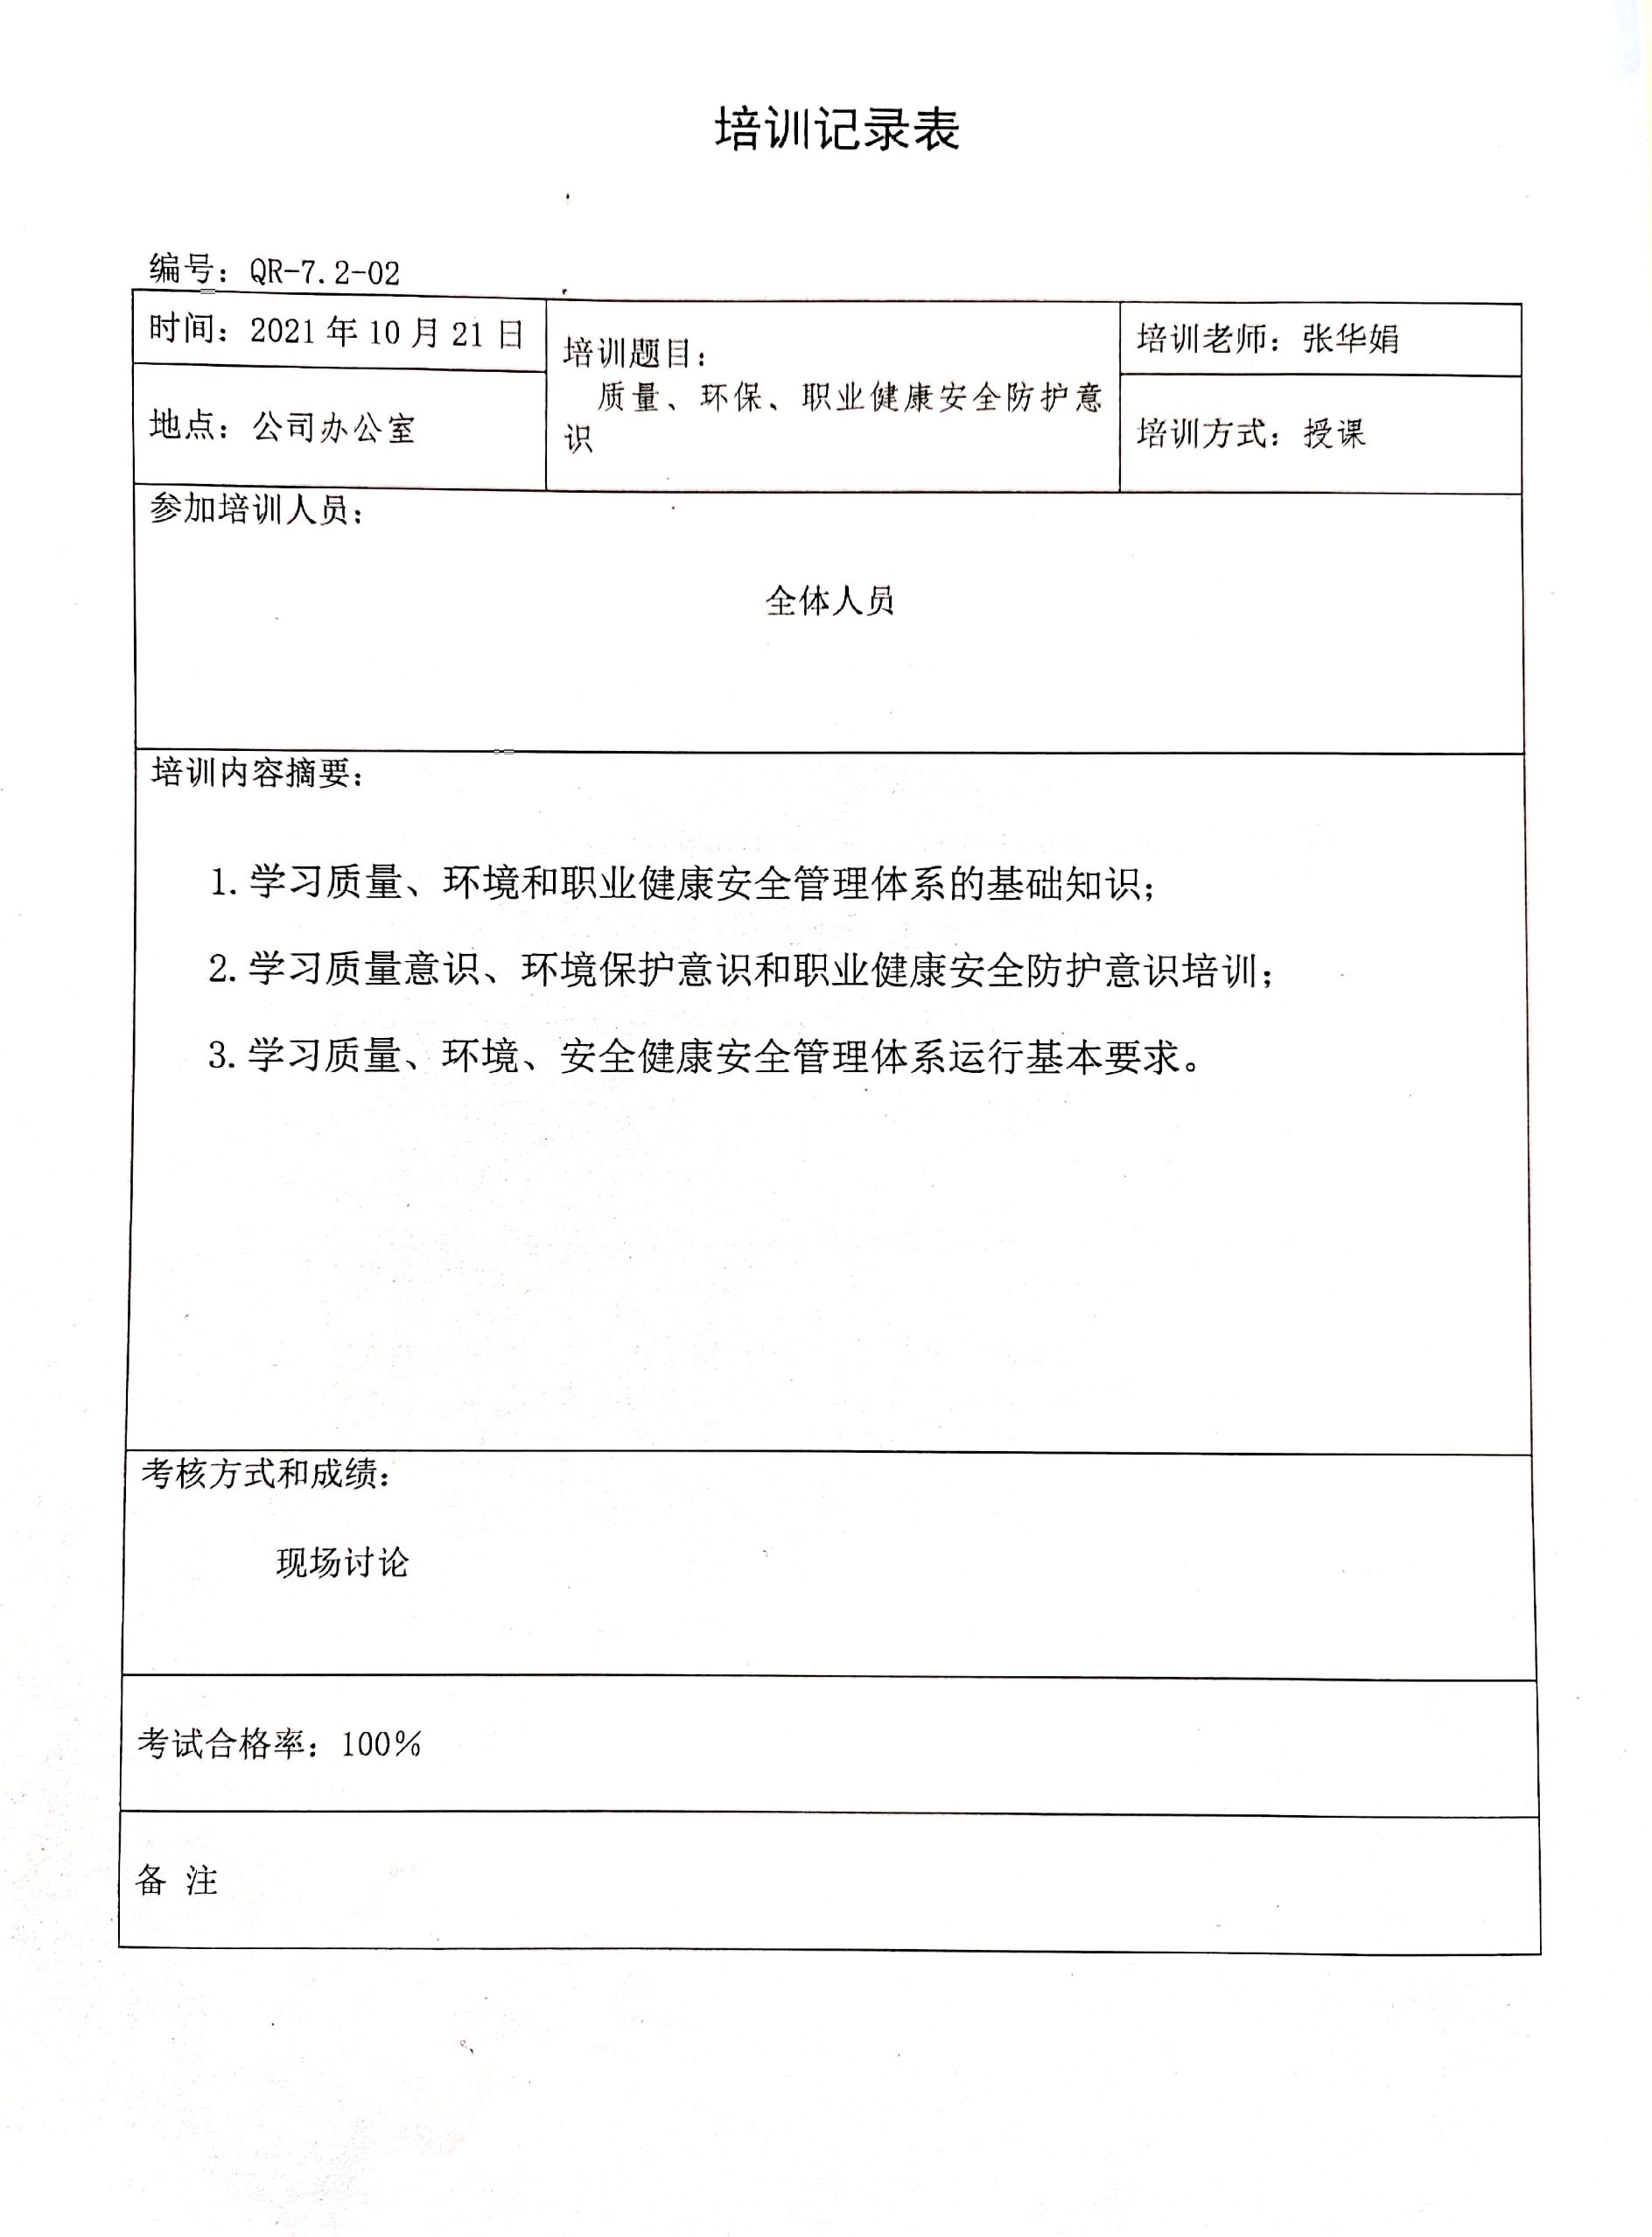 培训记录表
编号：QR-7.2-02
时间：2021年10月21日
培训题目：
质量、环保、职业健康安全防护意
识
培训老师：张华娟
地点：公司办公室
培训方式：授课
参加培训人员：
全体人员
培训内容摘要：
1.学习质量、环境和职业健康安全管理体系的基础知识；
2.学习质量意识、环境保护意识和职业健康安全防护意识培训；
3.学习质量、环境、安全健康安全管理体系运行基本要求。
考核方式和成绩：
现场讨论
考试合格率：100%
备 注